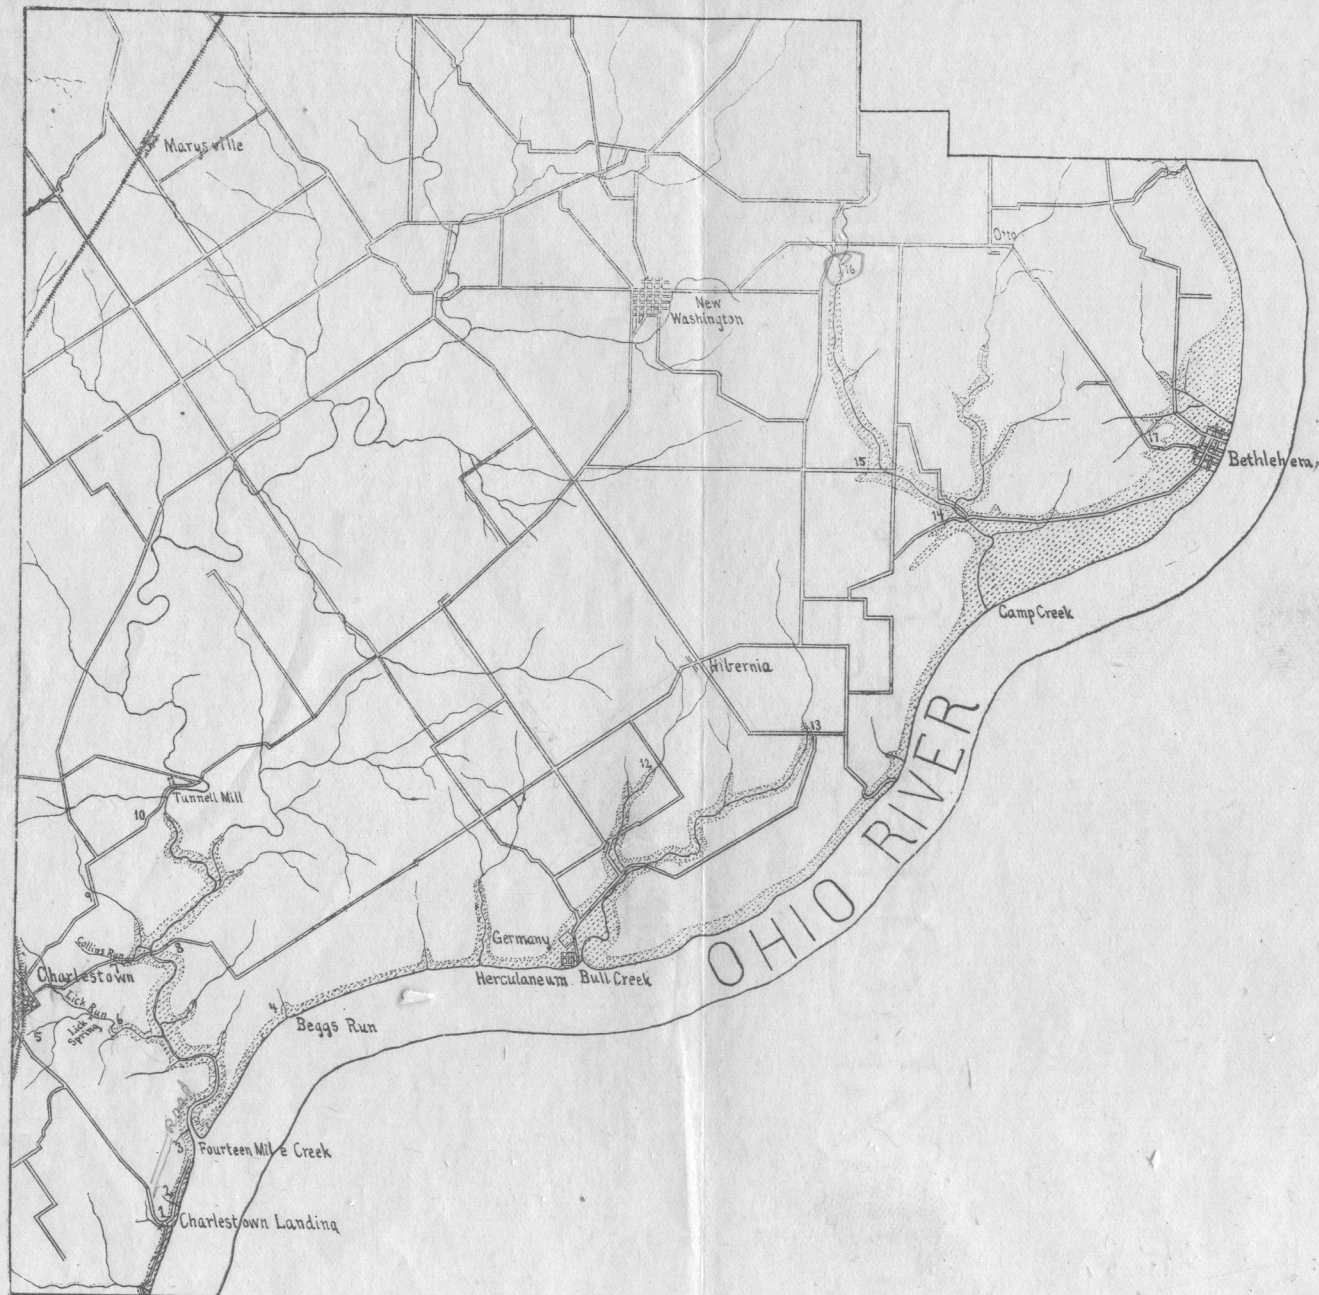 Marysville
Otto
16
New
Washington
17
Bethlehem,
15
14
Camp Creek
Hibernia
13
12
Tunnell Mill
10
9
OHIO RIVER
Collins Run
8
Germany
Charlestown
Herculaneum
Bull Creek
Lick Run
4
Lick
Spring
6
5
Beggs Run
Road
3
Fourteen Mile Creek
2
1
Charlestown Landing